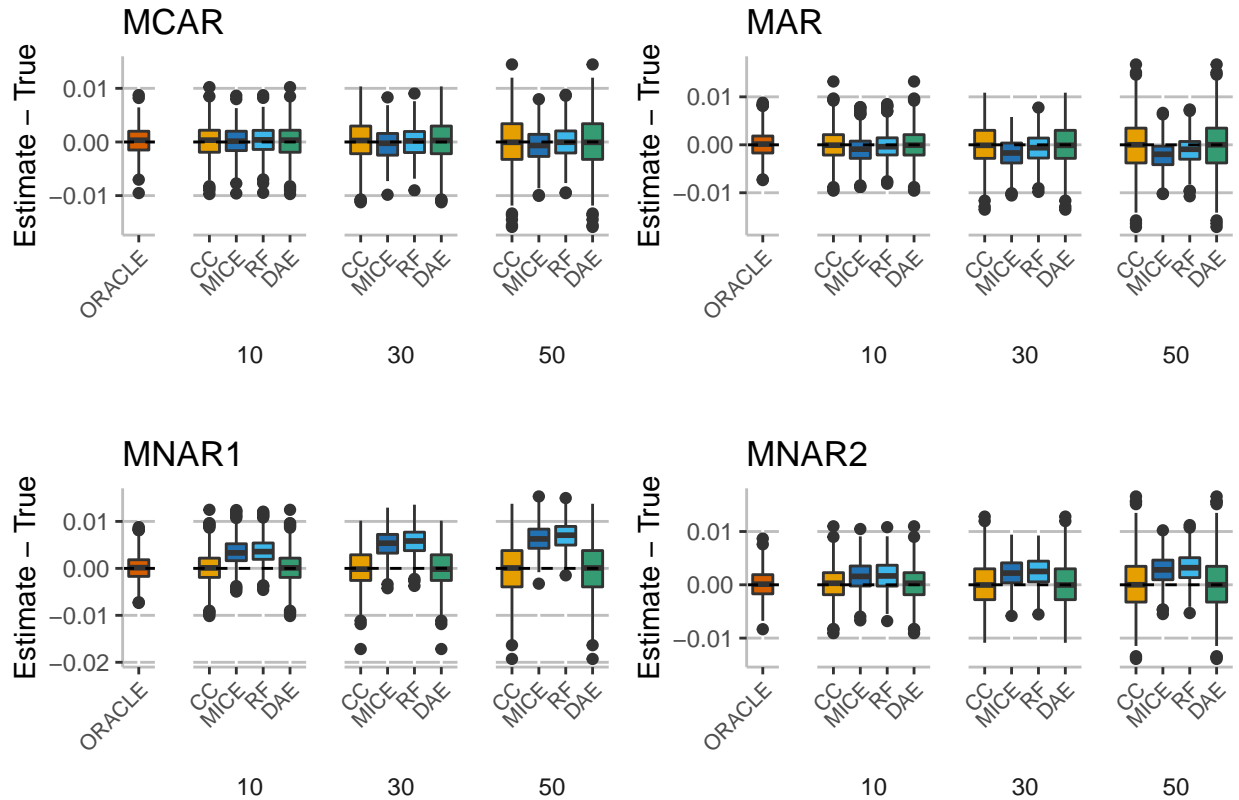 MCAR
Estimate − True
0.01
0.00
−0.01
ORACLE
CC
MICE
RF
DAE
CC
MICE
RF
DAE
CC
MICE
RF
DAE
10
30
50
MAR
Estimate − True
0.01
0.00
−0.01
ORACLE
CC
MICE
RF
DAE
CC
MICE
RF
DAE
CC
MICE
RF
DAE
10
30
50
MNAR1
Estimate − True
0.01
0.00
−0.01
−0.02
ORACLE
CC
MICE
RF
DAE
CC
MICE
RF
DAE
CC
MICE
RF
DAE
10
30
50
MNAR2
Estimate − True
0.01
0.00
−0.01
ORACLE
CC
MICE
RF
DAE
CC
MICE
RF
DAE
CC
MICE
RF
DAE
10
30
50